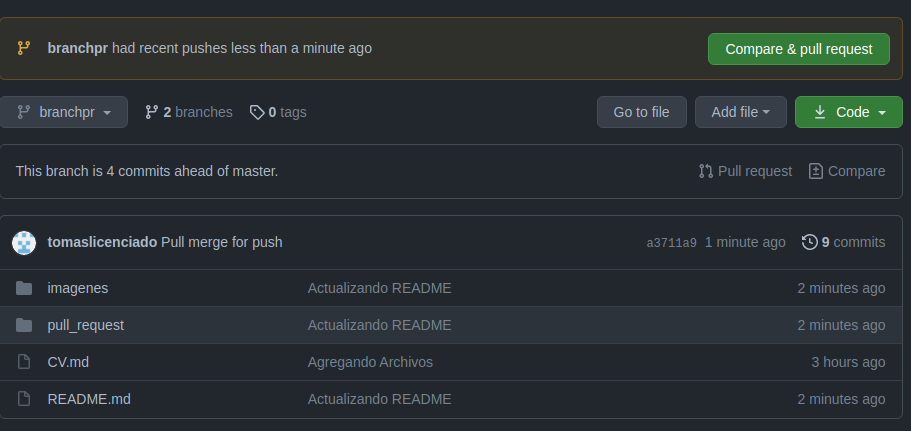 branchpr had recent pushes less than a minute ago Compare & pull request
branchpr 2 branches 0 tags Go to file Add file Code
This branch is 4 commits ahead of master. Pull request Compare
tomaslicenciado Pull merge for push a3711a9 1 minute ago 9 commits
imagenes Actualizando README 2 minutes ago
pull_request Actualizando README 2 minutes ago
CV.md Agregando Archivos 3 hours ago
README.md Actualizando README 2 minutes ago